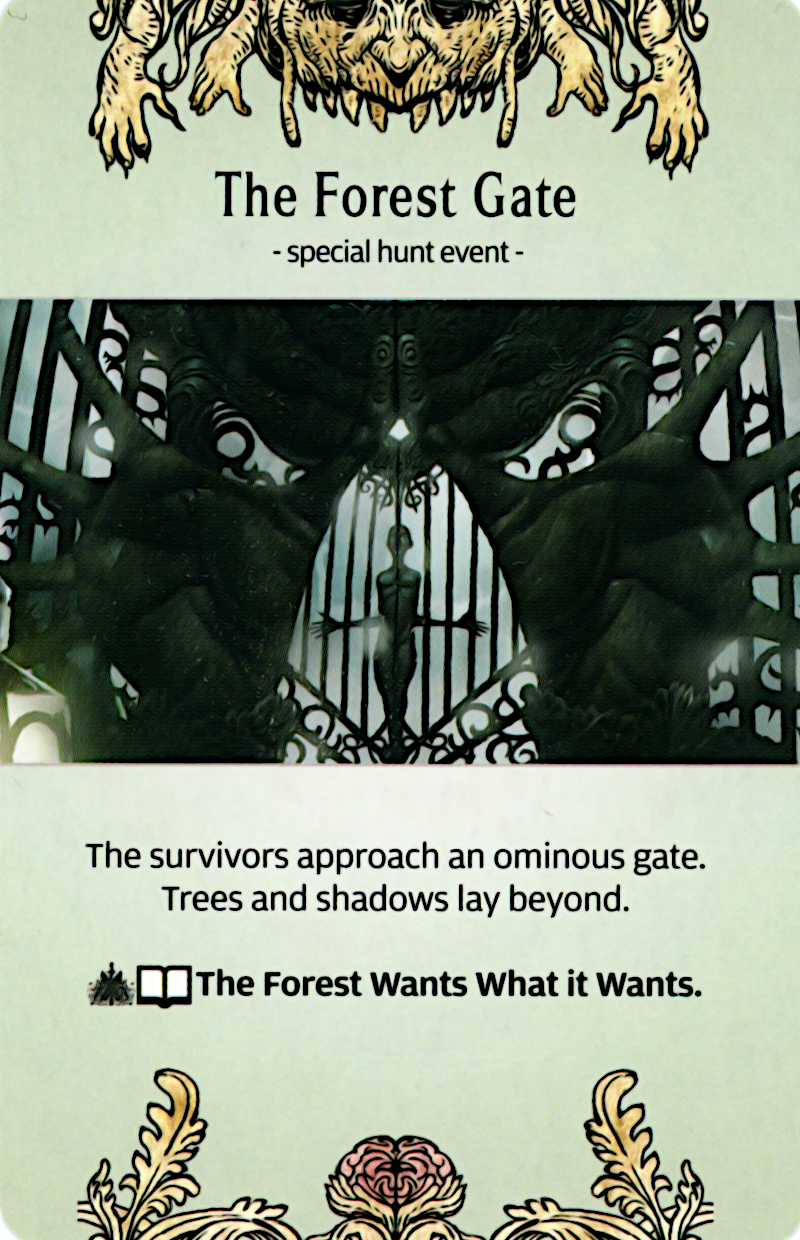 The Forest Gate
- special hunt event -
The survivors approach an ominous gate.
Trees and shadows lay beyond.
The Forest Wants What it Wants.